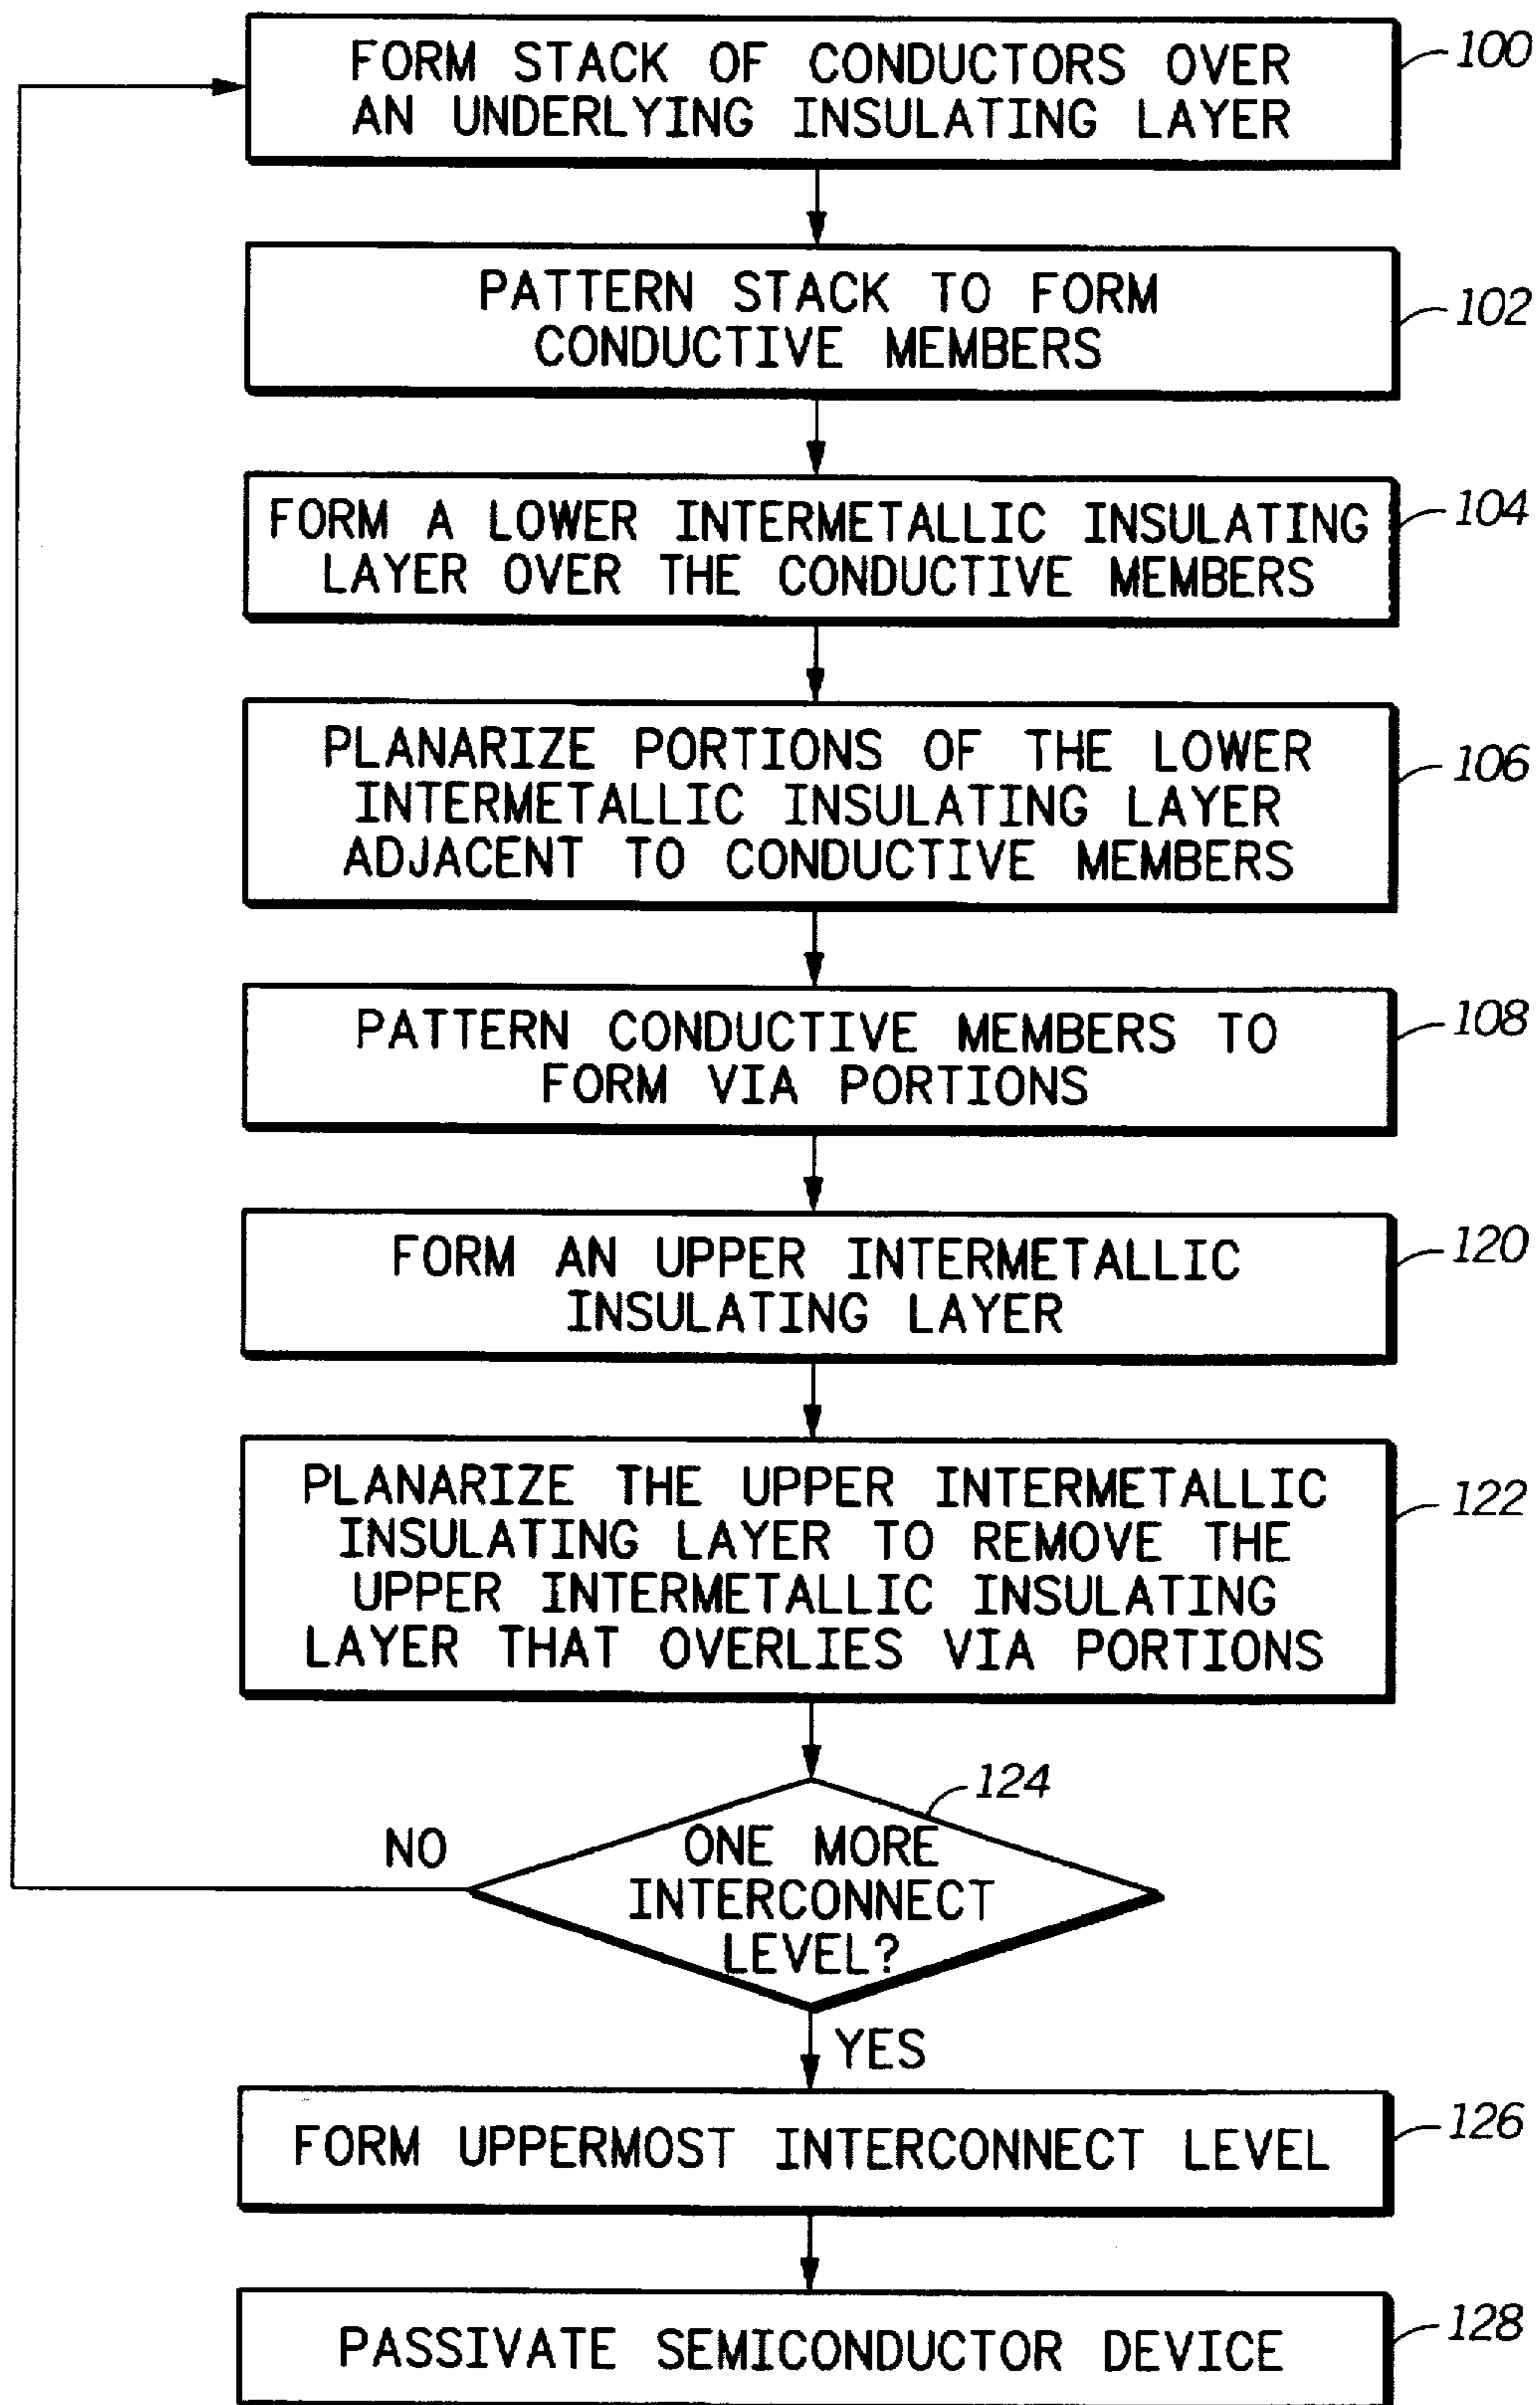 FORM STACK OF CONDUCTORS OVER
AN UNDERLYING INSULATING LAYER
100
PATTERN STACK TO FORM
CONDUCTIVE MEMBERS
102
FORM A LOWER INTERMETALLIC INSULATING
LAYER OVER THE CONDUCTIVE MEMBERS
104
PLANARIZE PORTIONS OF THE LOWER
INTERMETALLIC INSULATING LAYER
ADJACENT TO CONDUCTIVE MEMBERS
106
PATTERN CONDUCTIVE MEMBERS TO
FORM VIA PORTIONS
108
FORM AN UPPER INTERMETALLIC
INSULATING LAYER
120
PLANARIZE THE UPPER INTERMETALLIC
INSULATING LAYER TO REMOVE THE
UPPER INTERMETALLIC INSULATING
LAYER THAT OVERLIES VIA PORTIONS
122
124
NO
ONE MORE
INTERCONNECT
LEVEL?
YES
FORM UPPERMOST INTERCONNECT LEVEL
126
PASSIVATE SEMICONDUCTOR DEVICE
128